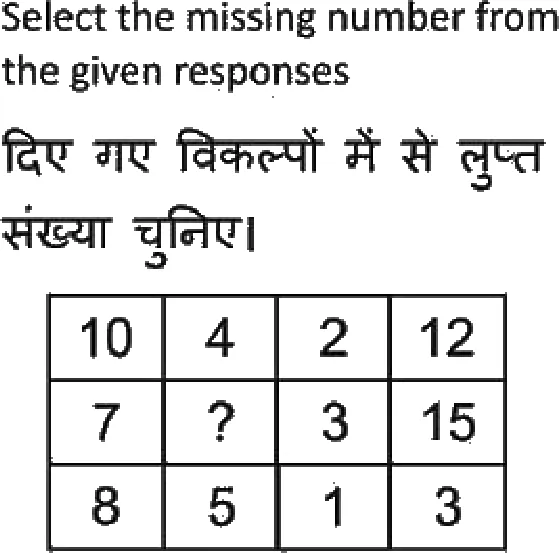 Select the missing number from
the given responses
दिए गए विकल्पों में से लुप्त
संख्या चुनिए।
10 4 2 12
7 ? 3 15
8 5 1 3